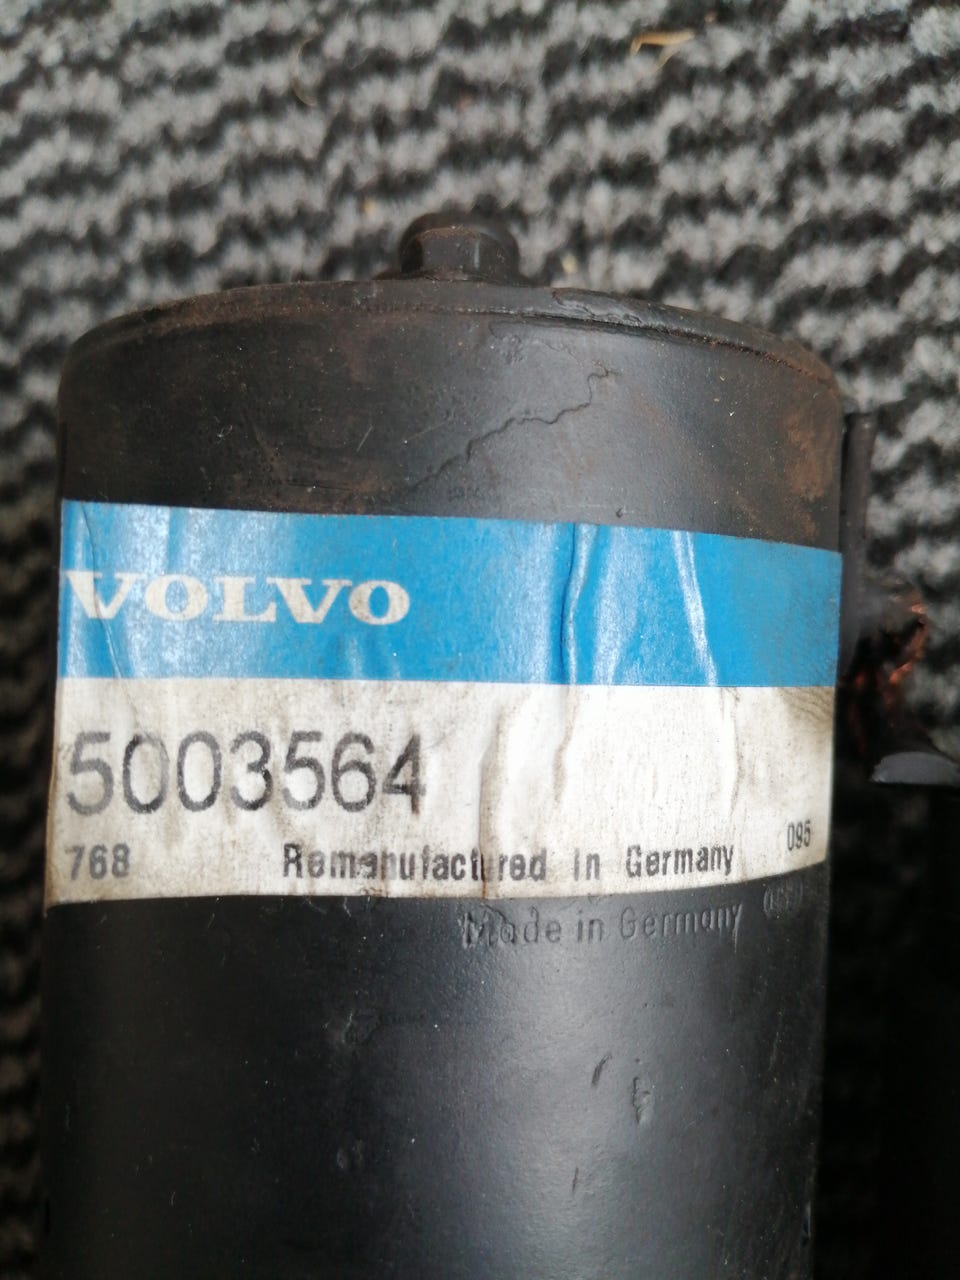 VOLVO
5003564
768 Remanufactured in Germany 095
Made in Germany